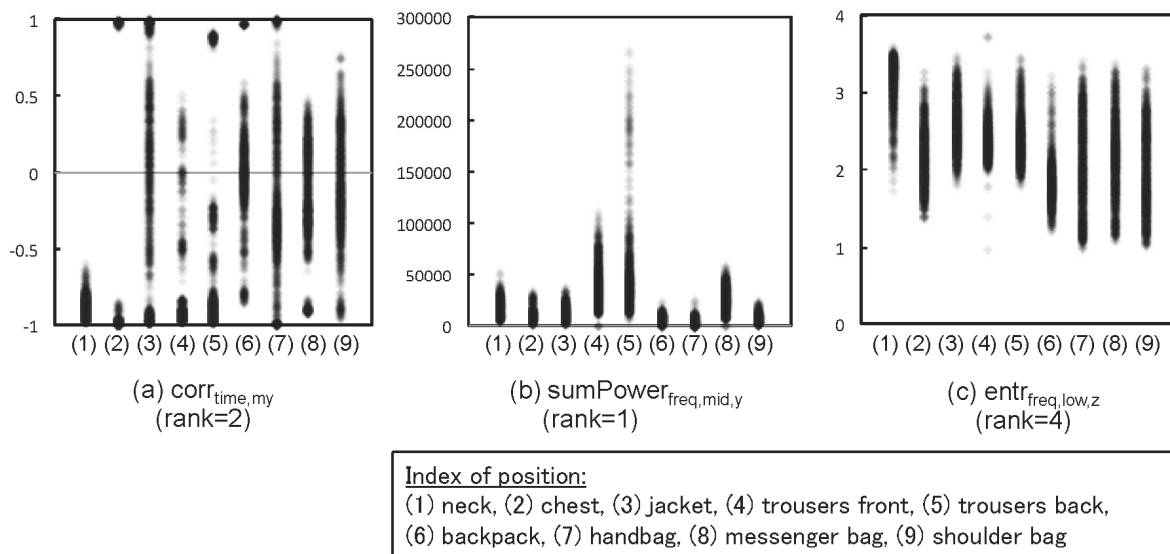 1
0.5
0
-0.5
-1
(1) (2) (3) (4) (5) (6) (7) (8) (9)
(a) corrtime,my
(rank=2)
300000
250000
200000
150000
100000
50000
0
(1) (2) (3) (4) (5) (6) (7) (8) (9)
(b) sumPowerfreq,mid,y
(rank=1)
4
3
2
1
0
(1) (2) (3) (4) (5) (6) (7) (8) (9)
(c) entrfreq,low,z
(rank=4)
Index of position:
(1) neck, (2) chest, (3) jacket, (4) trousers front, (5) trousers back,
(6) backpack, (7) handbag, (8) messenger bag, (9) shoulder bag